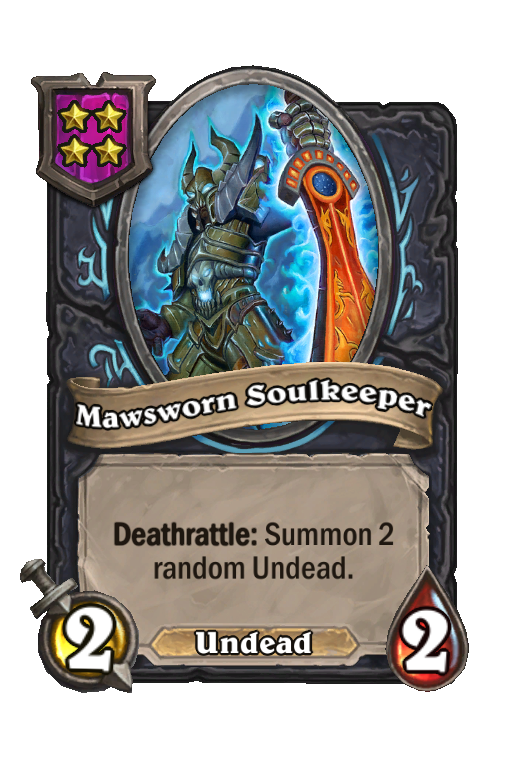 Mawsworn Soulkeeper
Deathrattle: Summon 2
random Undead.
2
Undead
2